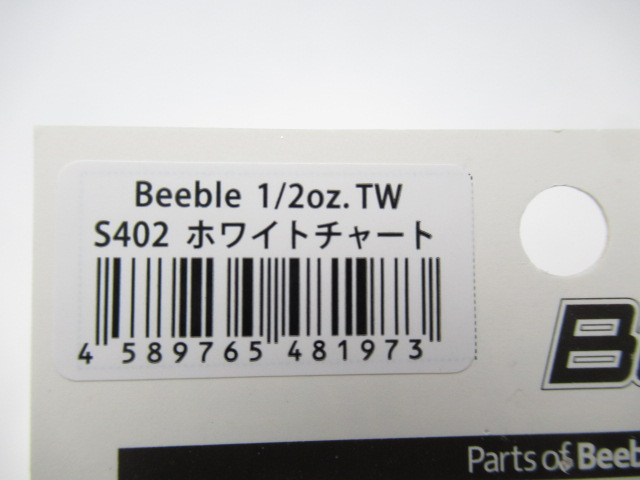 Beeble 1/2oz. TW
S402 ホワイトチャート
4 589765 481973
Parts of Beeb